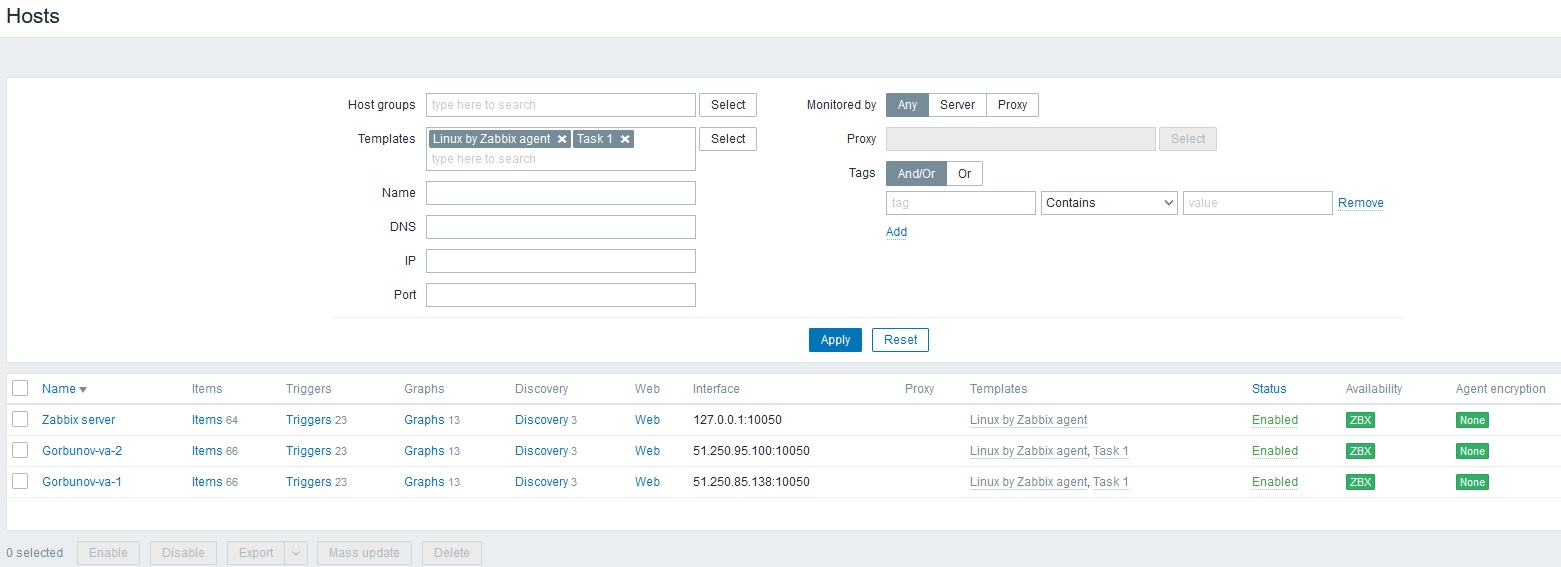 Hosts
Host groups type here to search Select Monitored by Any Server Proxy
Templates Linux by Zabbix agent Task 1 Select Proxy Select
type here to search
Tags And/Or Or
Name tag Contains value Remove
DNS Add
IP
Port
Apply Reset
Name Items Triggers Graphs Discovery Web Interface Proxy Templates Status Availability Agent encryption
Zabbix server Items 64 Triggers 23 Graphs 13 Discovery 3 Web 127.0.0.1:10050 Linux by Zabbix agent Enabled ZBX None
Gorbunov-va-2 Items 66 Triggers 23 Graphs 13 Discovery 3 Web 51.250.95.100:10050 Linux by Zabbix agent, Task 1 Enabled ZBX None
Gorbunov-va-1 Items 66 Triggers 23 Graphs 13 Discovery 3 Web 51.250.85.138:10050 Linux by Zabbix agent, Task 1 Enabled ZBX None
0 selected Enable Disable Export Mass update Delete